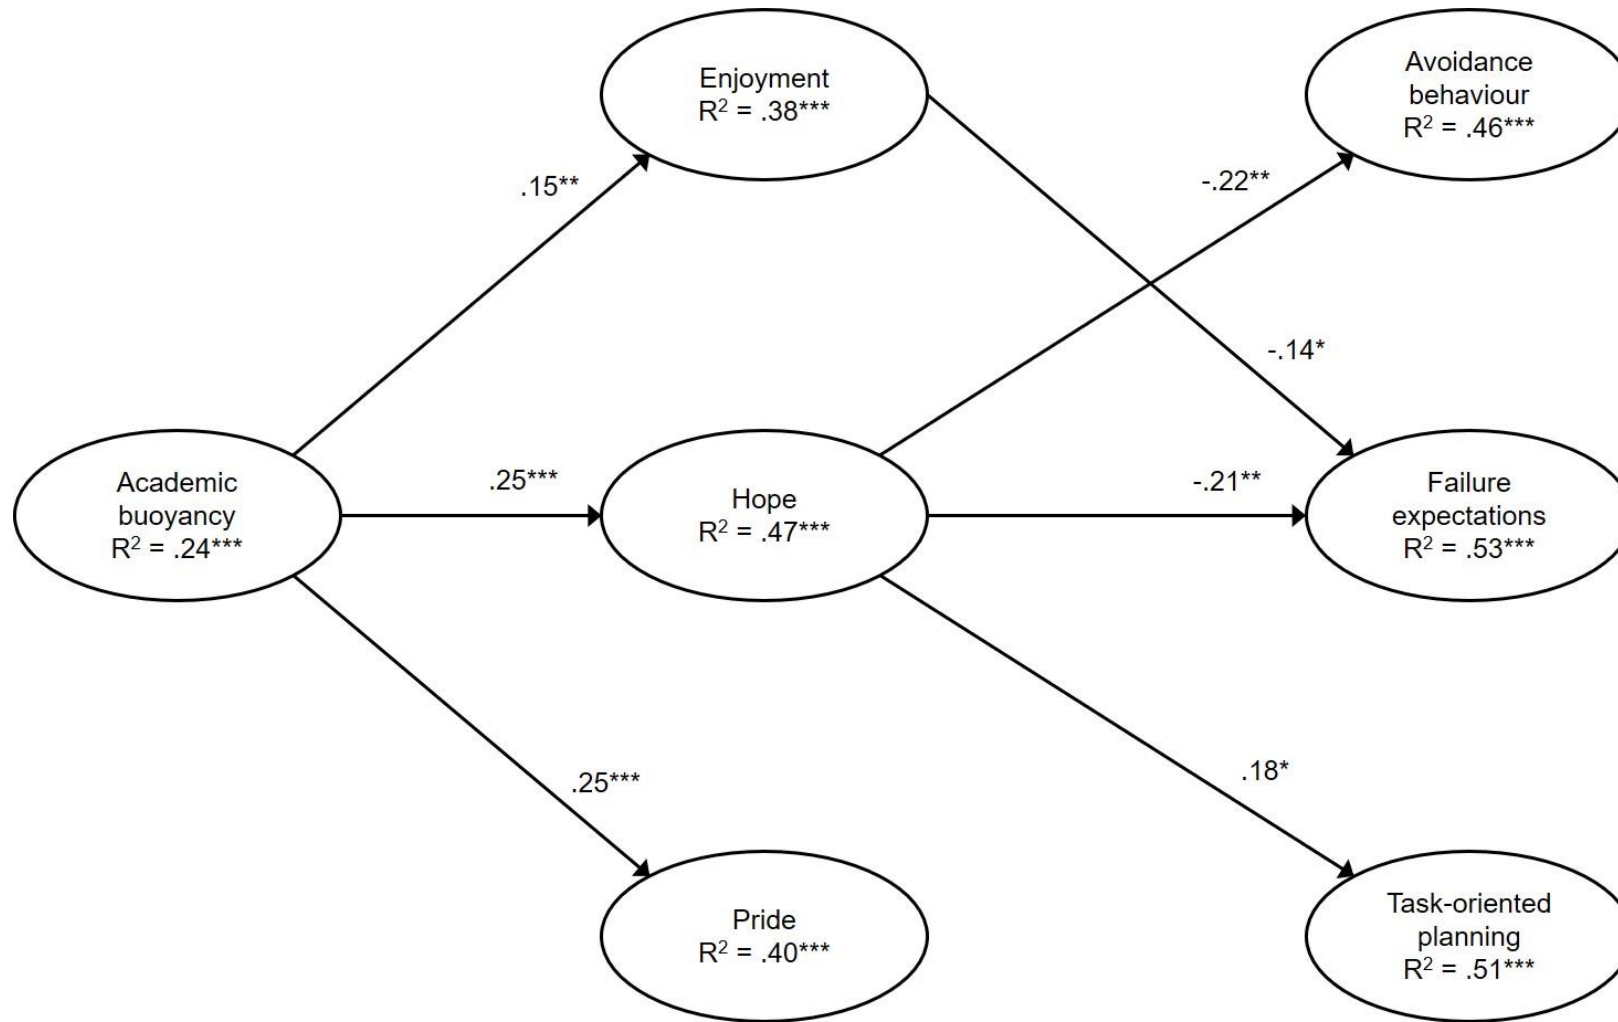 Enjoyment
R² = .38***
Avoidance
behaviour
R² = .46***
.15**
-.22**
-.14*
Academic
buoyancy
R² = .24***
.25***
Hope
R² = .47***
-.21**
Failure
expectations
R² = .53***
.25***
.18*
Pride
R² = .40***
Task-oriented
planning
R² = .51***